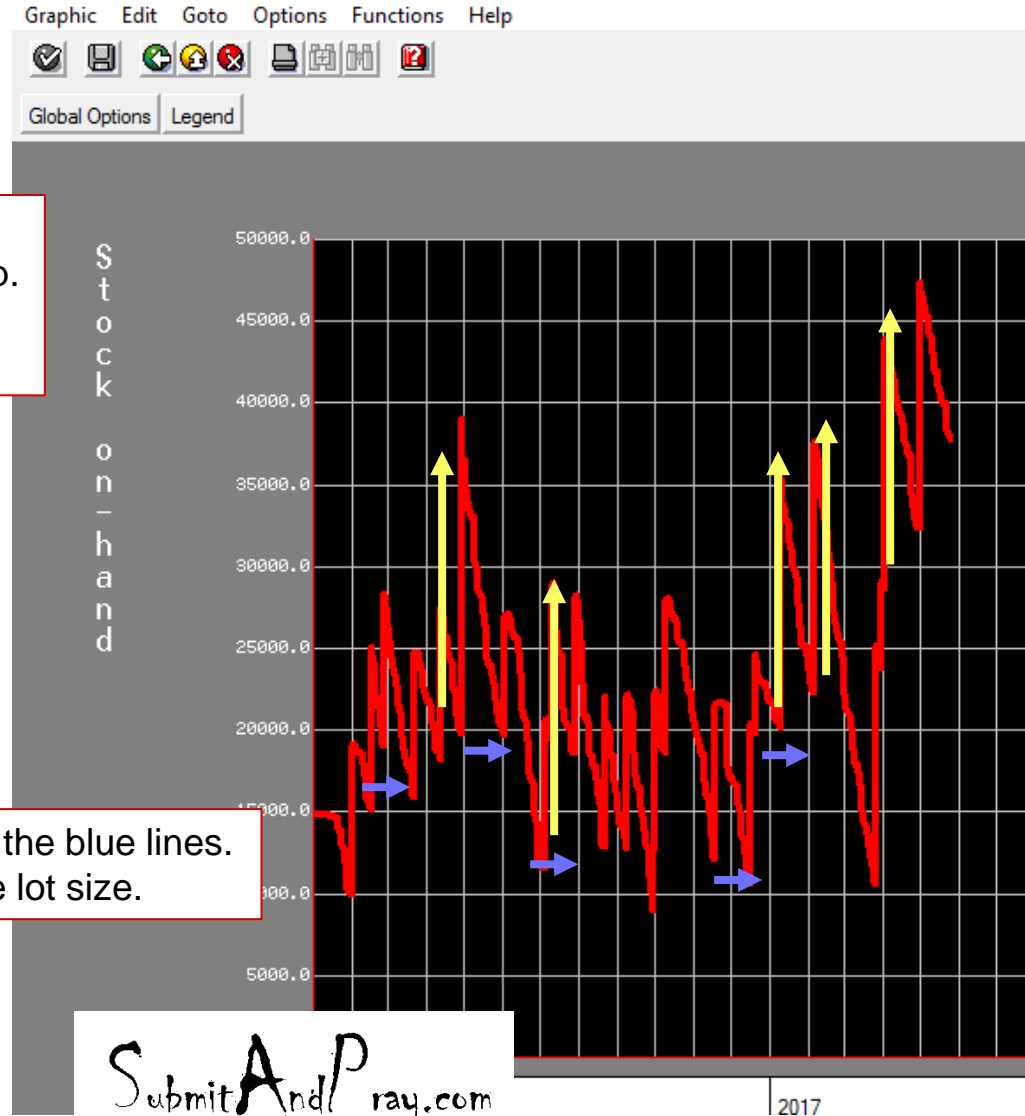 Graphic Edit Goto Options Functions Help
Global Options Legend
Stock on-hand
50000.0
45000.0
40000.0
35000.0
30000.0
25000.0
20000.0
5000.0
the blue lines.
lot size.
SubmitAndPray.com
2017